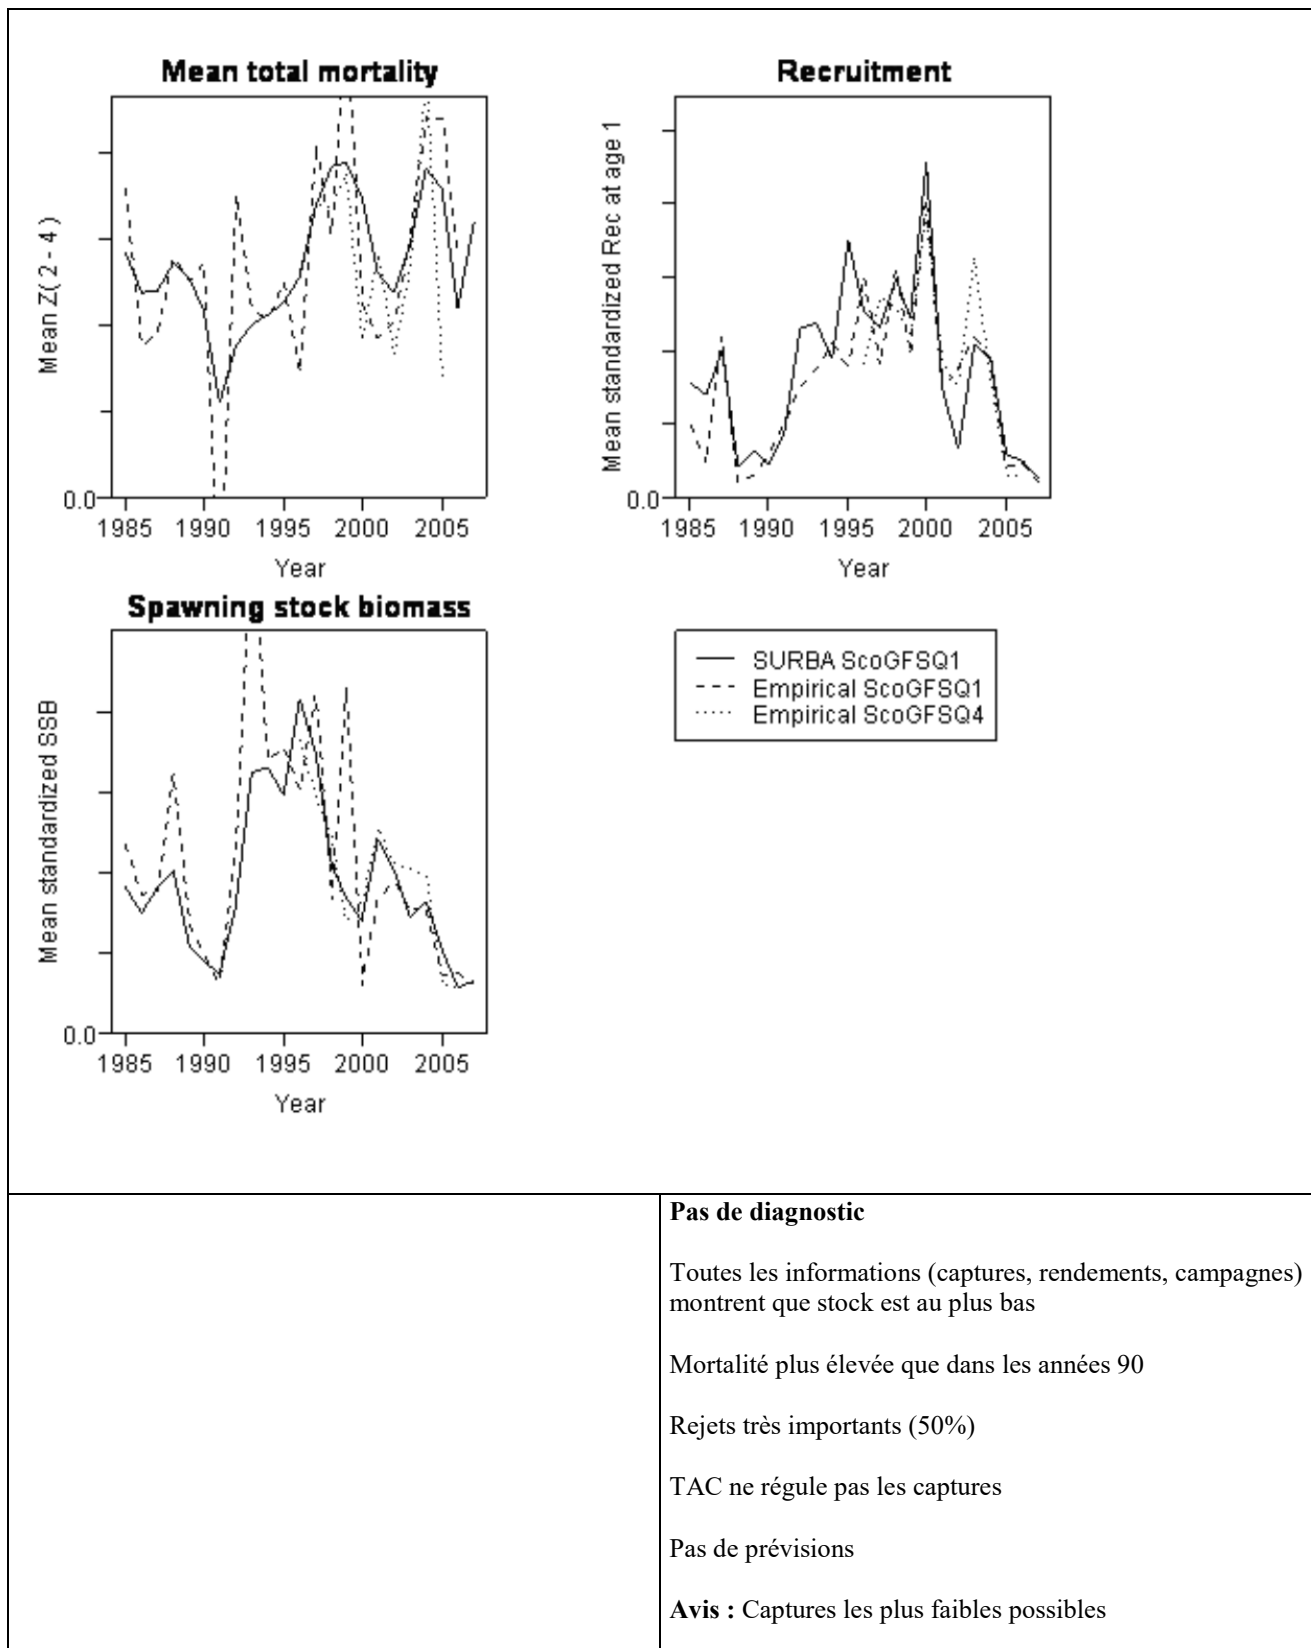 Mean total mortality
Mean Z( 2 - 4 )
0.0
1985 1990 1995 2000 2005
Year
Recruitment
Mean standardized Rec at age 1
0.0
1985 1990 1995 2000 2005
Year
Spawning stock biomass
Mean standardized SSB
0.0
1985 1990 1995 2000 2005
Year
SURBA ScoGFSQ1
Empirical ScoGFSQ1
Empirical ScoGFSQ4
Pas de diagnostic
Toutes les informations (captures, rendements, campagnes)
montrent que stock est au plus bas
Mortalité plus élevée que dans les années 90
Rejets très importants (50%)
TAC ne régule pas les captures
Pas de prévisions
Avis : Captures les plus faibles possibles